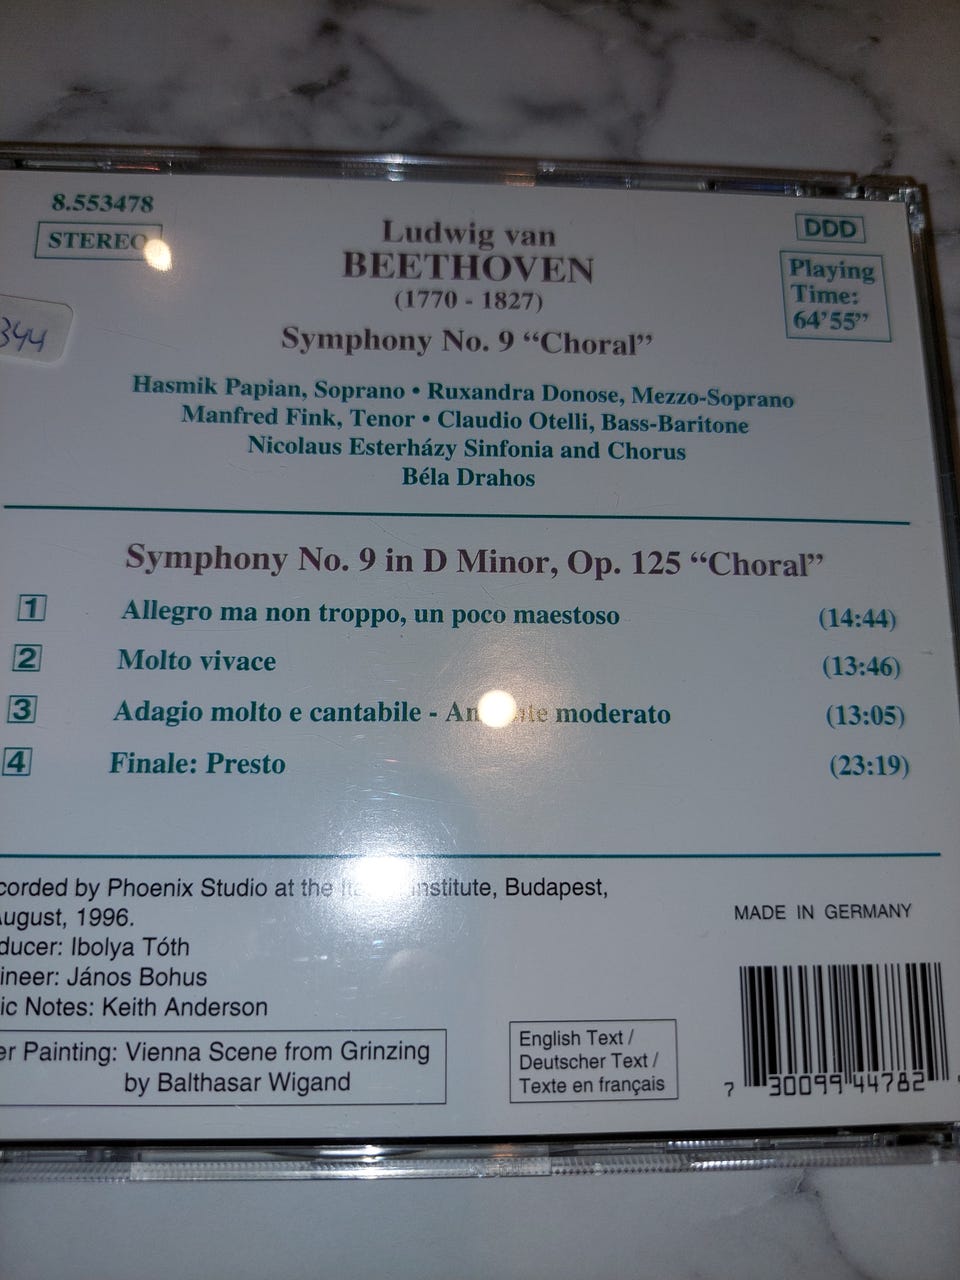 8.553478
STEREO
344
Ludwig van
BEETHOVEN
(1770 - 1827)
Symphony No. 9 “Choral”
DDD
Playing
Time:
64’55”
Hasmik Papian, Soprano • Ruxandra Donose, Mezzo-Soprano
Manfred Fink, Tenor • Claudio Otelli, Bass-Baritone
Nicolaus Esterházy Sinfonia and Chorus
Béla Drahos
Symphony No. 9 in D Minor, Op. 125 “Choral”
1 Allegro ma non troppo, un poco maestoso (14:44)
2 Molto vivace (13:46)
3 Adagio molto e cantabile - Andante moderato (13:05)
4 Finale: Presto (23:19)
corded by Phoenix Studio at the Institute, Budapest,
ugust, 1996.
ducer: Ibolya Tóth
ineer: János Bohus
ic Notes: Keith Anderson
er Painting: Vienna Scene from Grinzing
by Balthasar Wigand
English Text /
Deutscher Text /
Texte en français
MADE IN GERMANY
7 30099 44782